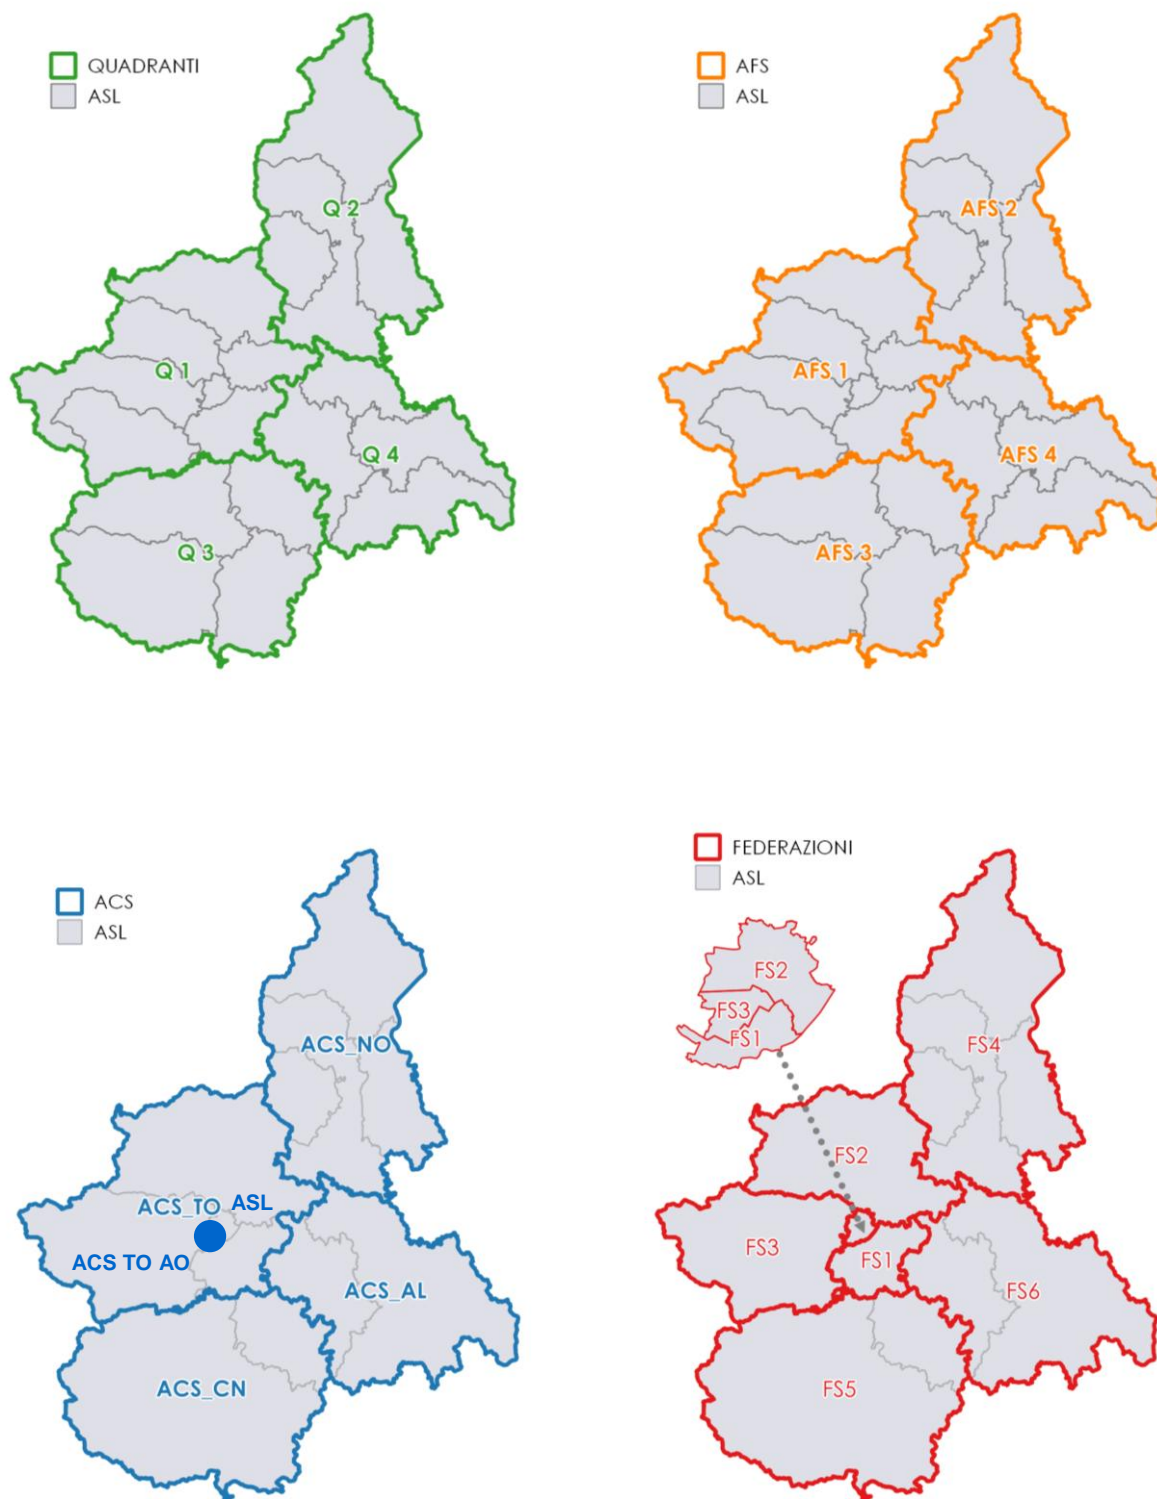 QUADRANTI
ASL
Q 2
Q 1
Q 4
Q 3
AFS
ASL
AFS 2
AFS 1
AFS 4
AFS 3
ACS
ASL
ACS_NO
ACS_TO ASL
ACS TO AO
ACS_AL
ACS_CN
FEDERAZIONI
ASL
FS2
FS3
FS1
FS4
FS2
FS3
FS1
FS6
FS5